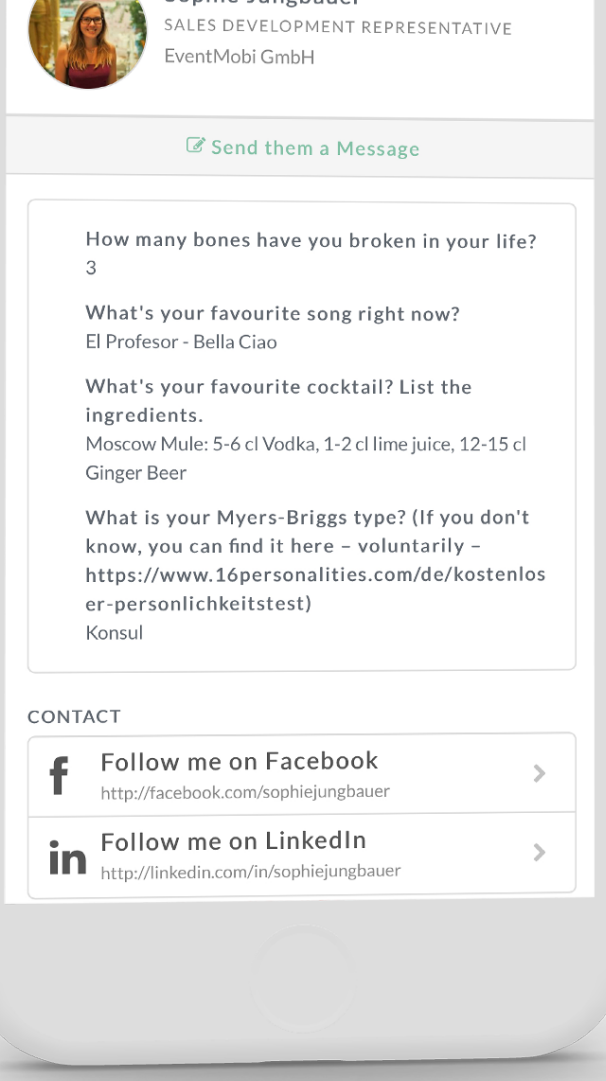 Sophie Jungbauer
SALES DEVELOPMENT REPRESENTATIVE
EventMobi GmbH
Send them a Message
How many bones have you broken in your life?
3
What's your favourite song right now?
El Profesor - Bella Ciao
What's your favourite cocktail? List the
ingredients.
Moscow Mule: 5-6 cl Vodka, 1-2 cl lime juice, 12-15 cl
Ginger Beer
What is your Myers-Briggs type? (If you don't
know, you can find it here – voluntarily –
https://www.16personalities.com/de/kostenlos
er-personlichkeitstest)
Konsul
CONTACT
f Follow me on Facebook
http://facebook.com/sophiejungbauer
in Follow me on LinkedIn
http://linkedin.com/in/sophiejungbauer